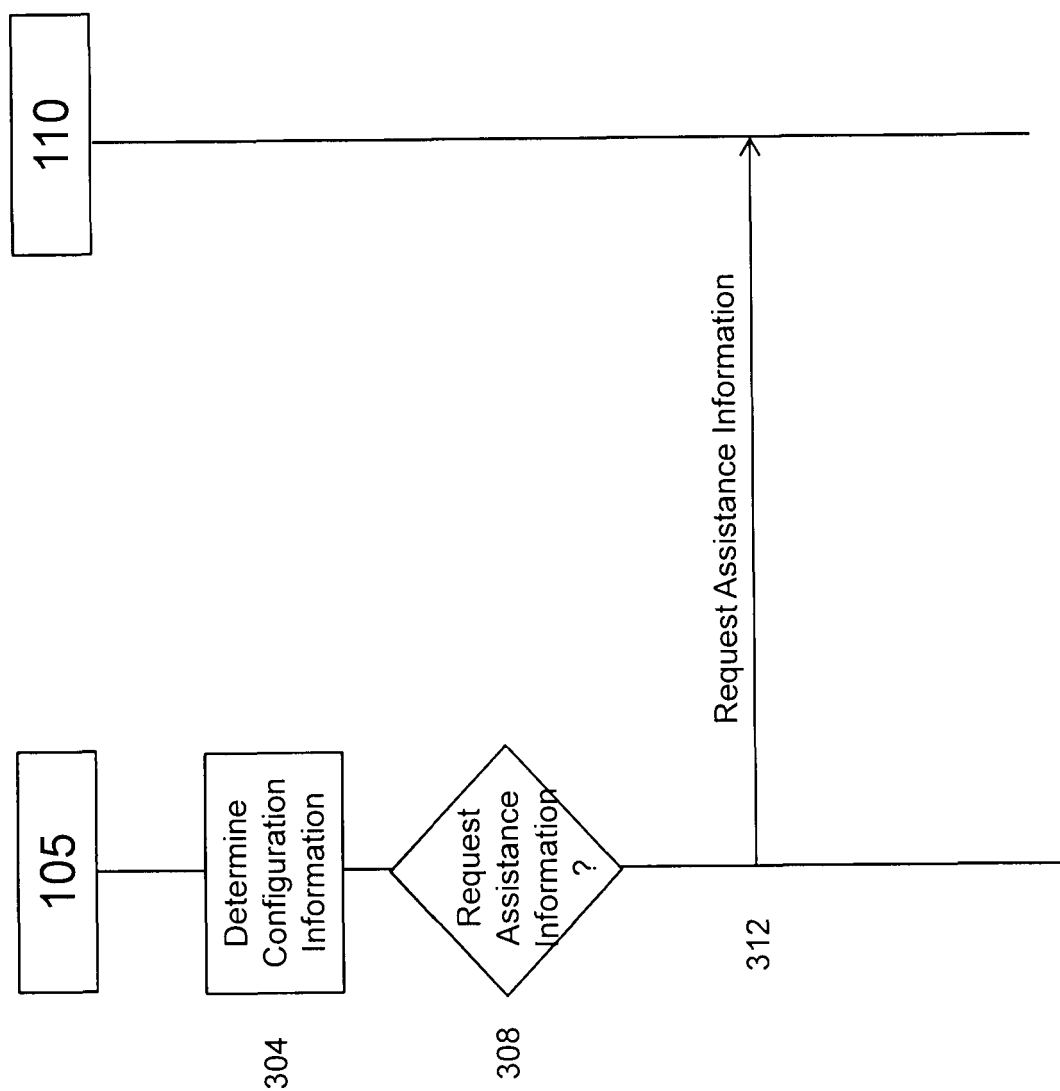 105
110
304
Determine
Configuration
Information
308
Request
Assistance
Information
?
312
Request Assistance Information